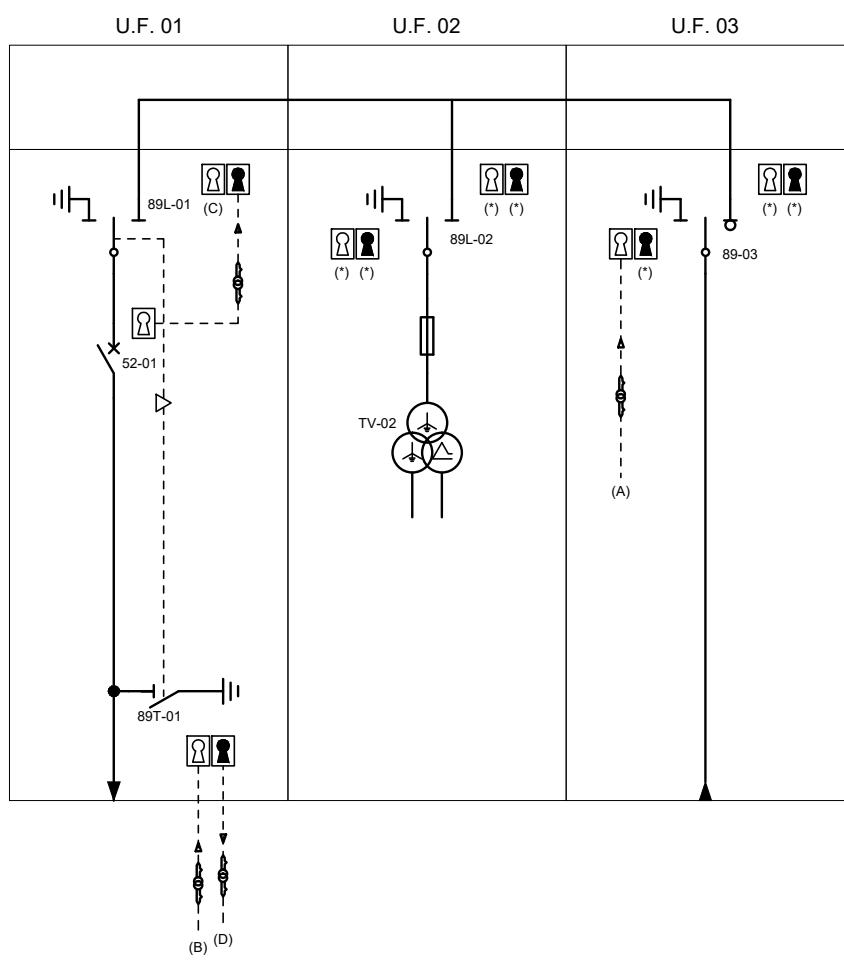 U.F. 01 U.F. 02 U.F. 03
89L-01
(C)
(*) (*)
(*) (*)
89L-02
(*) (*)
(*)
89-03
52-01
TV-02
(A)
89T-01
(B) (D)